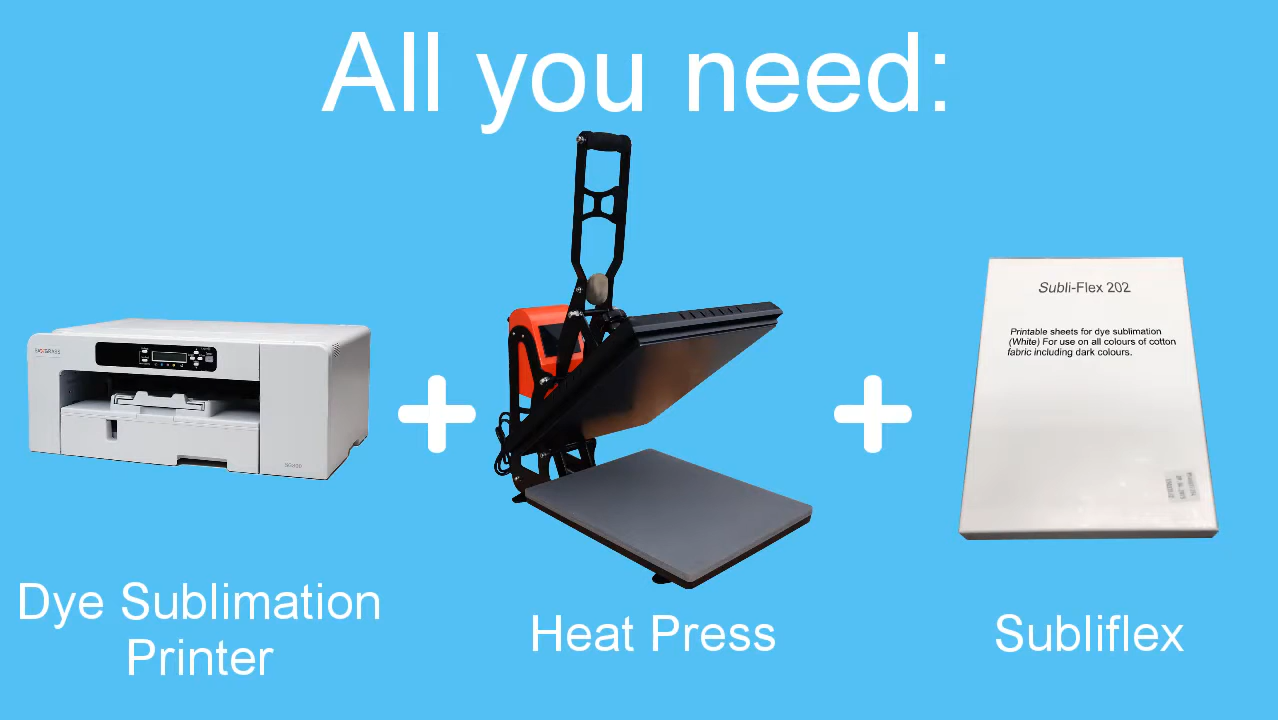 All you need:
Subli-Flex 202
Printable sheets for dye sublimation
(White) For use on all colours of cotton
fabric including dark colours.
Dye Sublimation
Printer
Heat Press
Subliflex